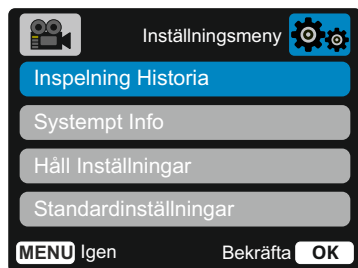 Inställningsmeny
Inspelning Historia
Systempt Info
Håll Inställningar
Standardinställningar
MENU Igen Bekräfta OK